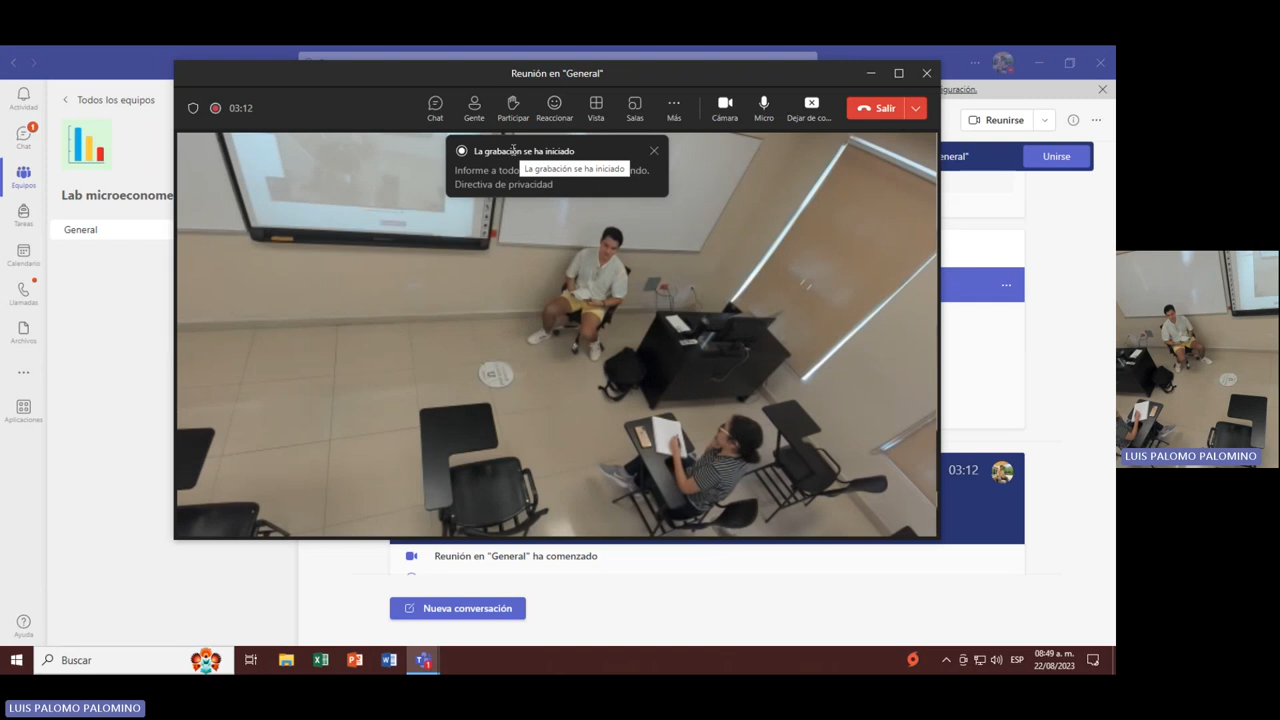 Reunión en "General"
03:12
Chat
Gente
Participar
Reaccionar
Vista
Salas
Más
Cámara
Micro
Dejar de co...
Salir
La grabación se ha iniciado
La grabación se ha iniciado
Informe a todo
ndo.
Directiva de privacidad
Actividad
Chat
1
Equipos
Tareas
Calendario
Llamadas
Archivos
Aplicaciones
Ayuda
Todos los equipos
Lab microeconome
General
figuración.
Reunirse
eral"
Unirse
03:12
Reunión en "General" ha comenzado
Nueva conversación
LUIS PALOMO PALOMINO
Buscar
ESP
08:49 a. m.
22/08/2023
LUIS PALOMO PALOMINO